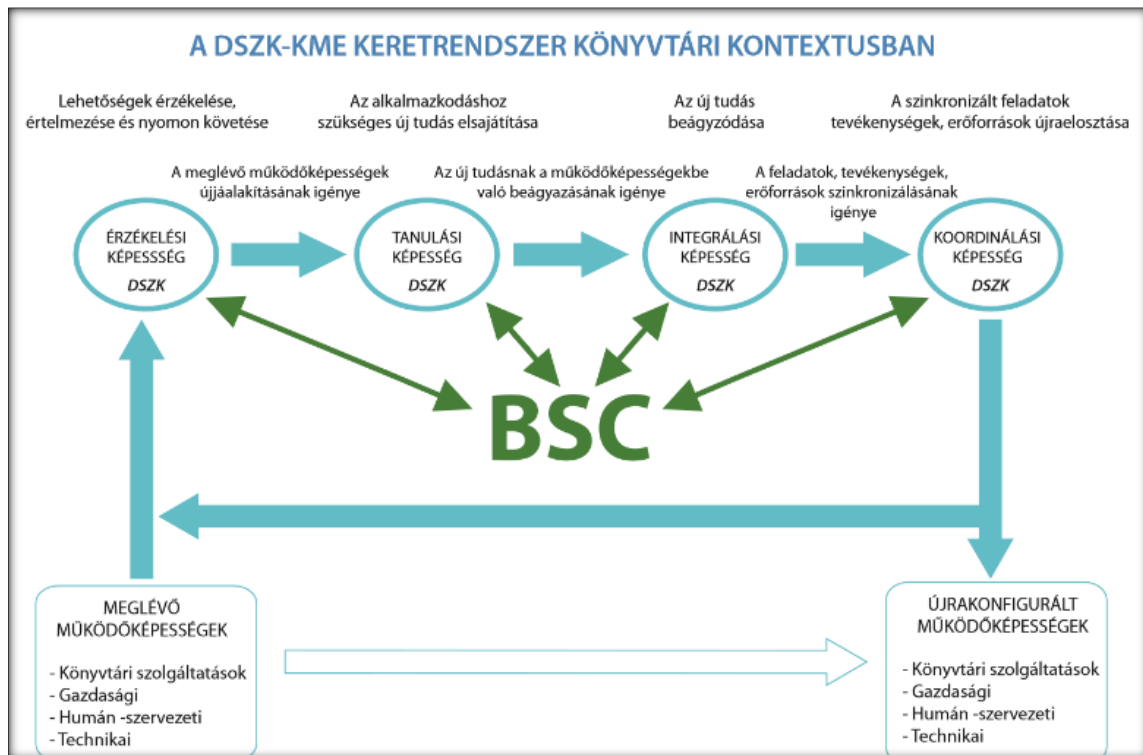 A DSZK-KME KERETRENDSZER KÖNYVTÁRI KONTEXTUSBAN
Lehetőségek érzékelése,
értelmezése és nyomon követése
Az alkalmazkodáshoz
szükséges új tudás elsajátítása
Az új tudás
beágyzódása
A szinkronizált feladatok
tevékenységek, erőforrások újraelosztása
A meglévő működőképességek
újjáalakításának igénye
Az új tudásnak a működőképességekbe
való beágyazásának igénye
A feladatok, tevékenységek,
erőforrások szinkronizálásának
igénye
ÉRZÉKELÉSI
KÉPESSSÉG
DSZK
TANULÁSI
KÉPESSÉG
DSZK
INTEGRÁLÁSI
KÉPESSÉG
DSZK
KOORDINÁLÁSI
KÉPESSÉG
DSZK
BSC
MEGLÉVŐ
MŰKÖDŐKÉPESSÉGEK
- Könyvtári szolgáltatások
- Gazdasági
- Humán -szervezeti
- Technikai
ÚJRAKONFIGURÁLT
MŰKÖDŐKÉPESSÉGEK
- Könyvtári szolgáltatások
- Gazdasági
- Humán -szervezeti
- Technikai